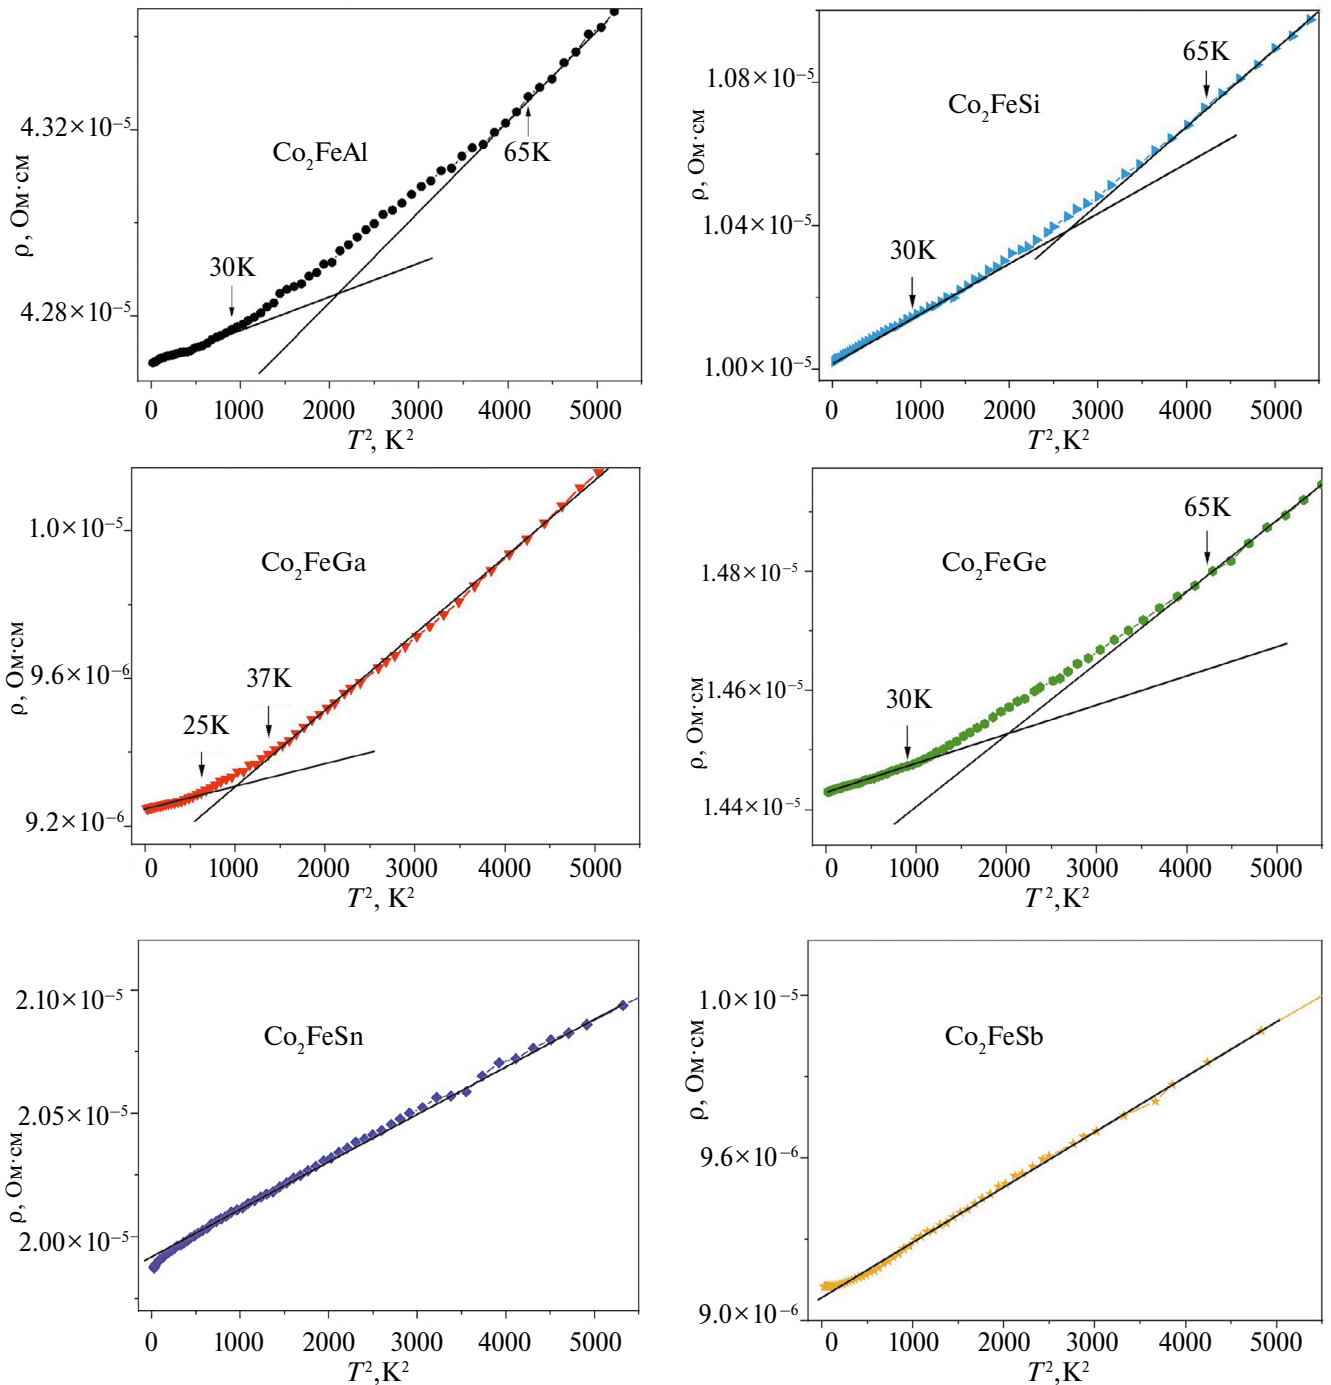 Co₂FeAl
ρ, Ом·см
4.32×10⁻⁵
4.28×10⁻⁵
30K
65K
0 1000 2000 3000 4000 5000
T², K²
Co₂FeSi
ρ, Ом·см
1.08×10⁻⁵
1.04×10⁻⁵
1.00×10⁻⁵
30K
65K
0 1000 2000 3000 4000 5000
T², K²
Co₂FeGa
ρ, Ом·см
1.0×10⁻⁵
9.6×10⁻⁶
9.2×10⁻⁶
25K
37K
0 1000 2000 3000 4000 5000
T², K²
Co₂FeGe
ρ, Ом·см
1.48×10⁻⁵
1.46×10⁻⁵
1.44×10⁻⁵
30K
65K
0 1000 2000 3000 4000 5000
T², K²
Co₂FeSn
ρ, Ом·см
2.10×10⁻⁵
2.05×10⁻⁵
2.00×10⁻⁵
0 1000 2000 3000 4000 5000
T², K²
Co₂FeSb
ρ, Ом·см
1.0×10⁻⁵
9.6×10⁻⁶
9.0×10⁻⁶
0 1000 2000 3000 4000 5000
T², K²